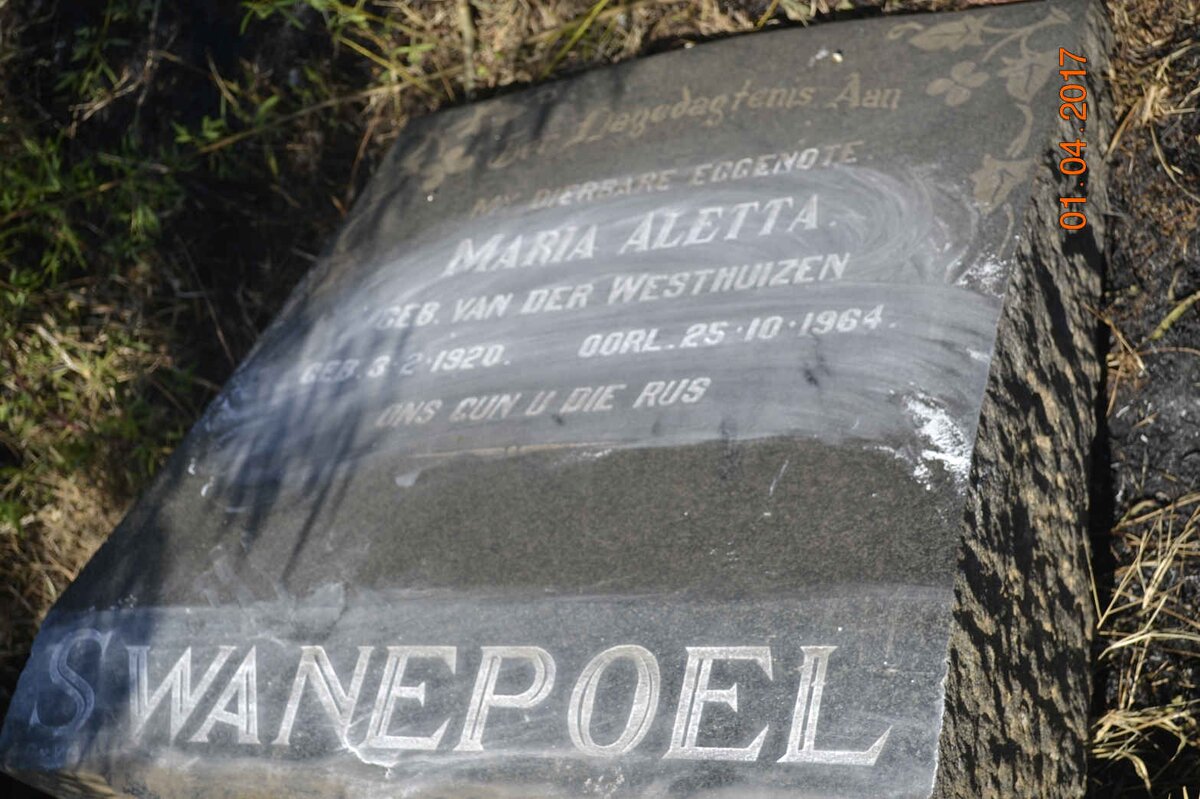 Ter Dagedagtenis Aan
MY DIERBARE EGGENOTE
MARIA ALETTA.
GEB. VAN DER WESTHUIZEN
GEB. 3·2·1920. OORL. 25·10·1964.
ONS GUN U DIE RUS
SWANEPOEL
01.04.2017